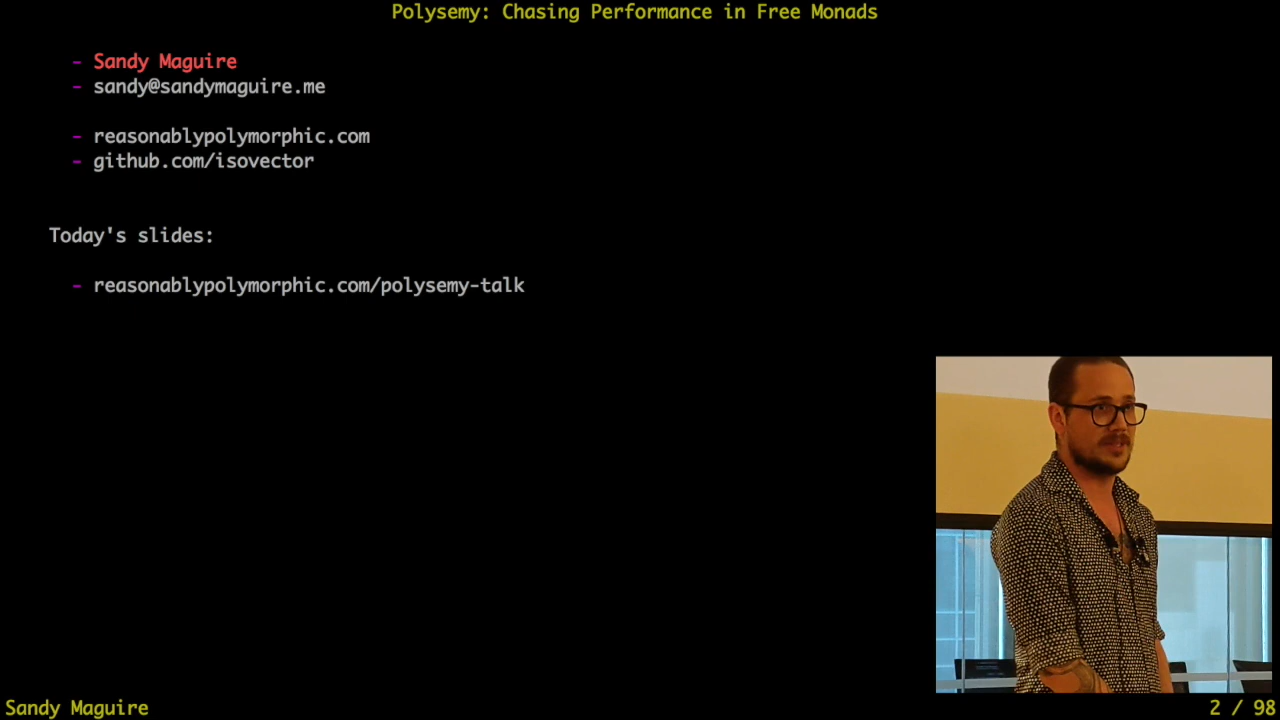 Polysemy: Chasing Performance in Free Monads
- Sandy Maguire
- sandy@sandymaguire.me
- reasonablypolymorphic.com
- github.com/isovector
Today's slides:
- reasonablypolymorphic.com/polysemy-talk
Sandy Maguire
2 / 98